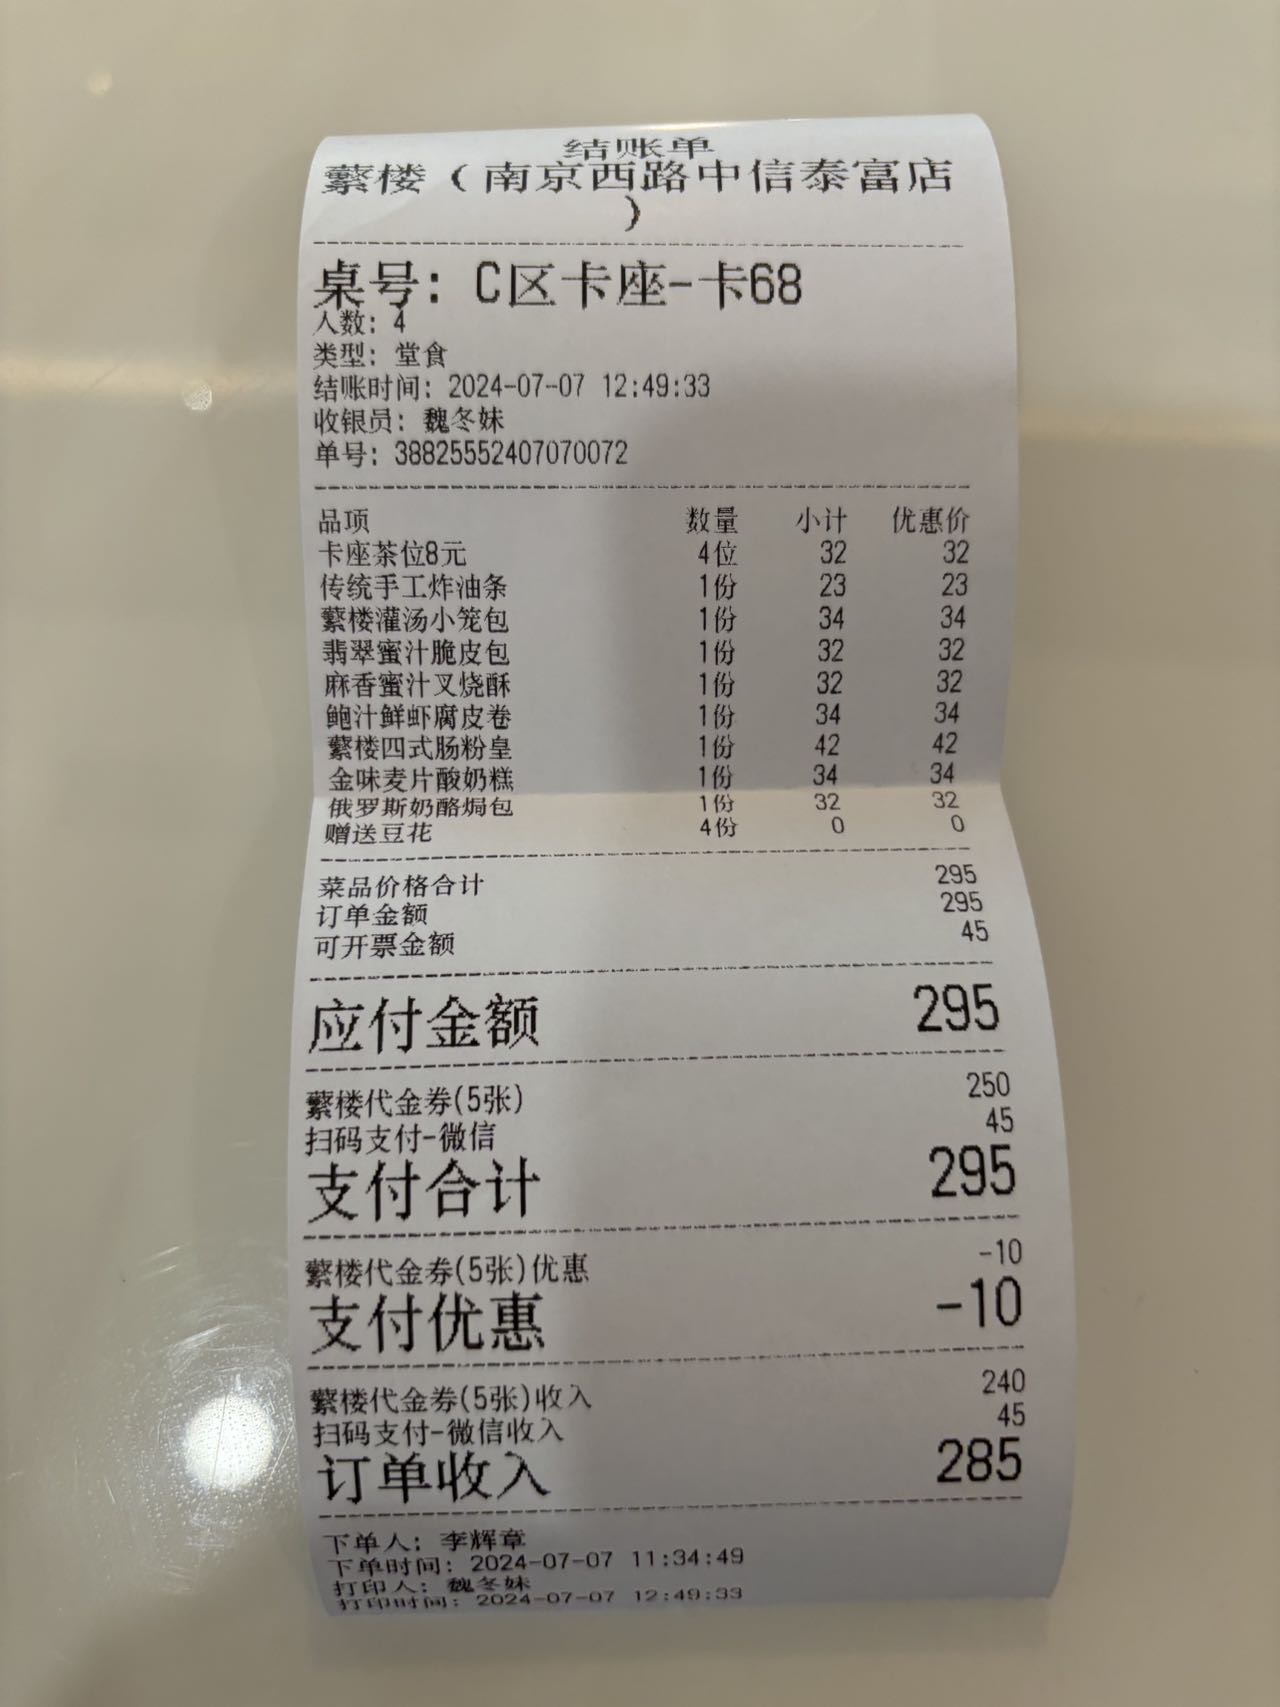 结账单
蘩楼（南京西路中信泰富店
）
桌号：C区卡座-卡68
人数：4
类型：堂食
结账时间：2024-07-07 12:49:33
收银员：魏冬妹
单号：38825552407070072
品项 数量 小计 优惠价
卡座茶位8元 4位 32 32
传统手工炸油条 1份 23 23
蘩楼灌汤小笼包 1份 34 34
翡翠蜜汁脆皮包 1份 32 32
麻香蜜汁叉烧酥 1份 32 32
鲍汁鲜虾腐皮卷 1份 34 34
蘩楼四式肠粉皇 1份 42 42
金味麦片酸奶糕 1份 34 34
俄罗斯奶酪焗包 1份 32 32
赠送豆花 4份 0 0
菜品价格合计 295
订单金额 295
可开票金额 45
应付金额 295
蘩楼代金券(5张) 250
扫码支付-微信 45
支付合计 295
蘩楼代金券(5张)优惠 -10
支付优惠 -10
蘩楼代金券(5张)收入 240
扫码支付-微信收入 45
订单收入 285
下单人：李辉章
下单时间：2024-07-07 11:34:49
打印人：魏冬妹
打印时间：2024-07-07 12:49:33